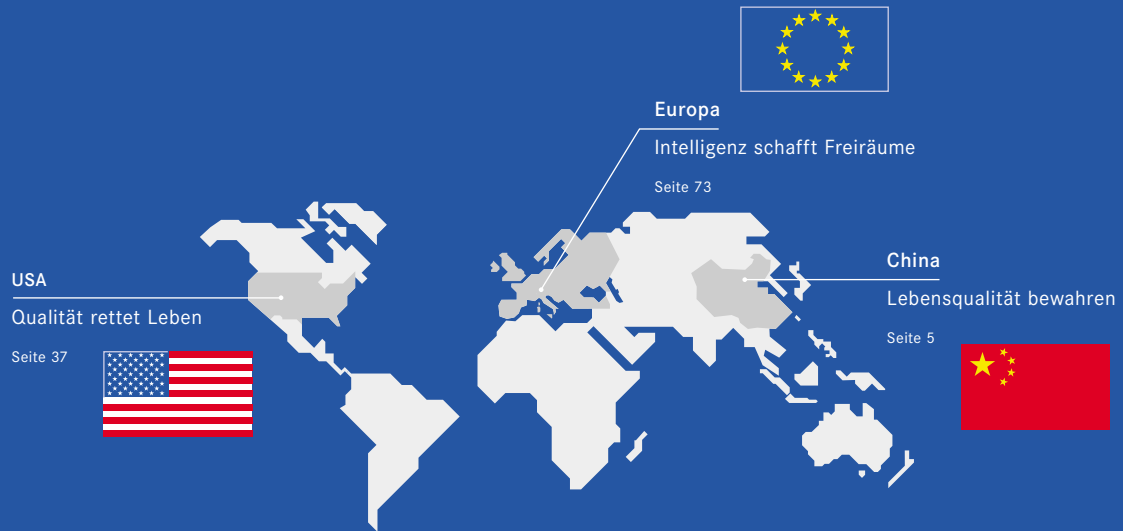 Europa
Intelligenz schafft Freiräume
Seite 73
USA
Qualität rettet Leben
Seite 37
China
Lebensqualität bewahren
Seite 5